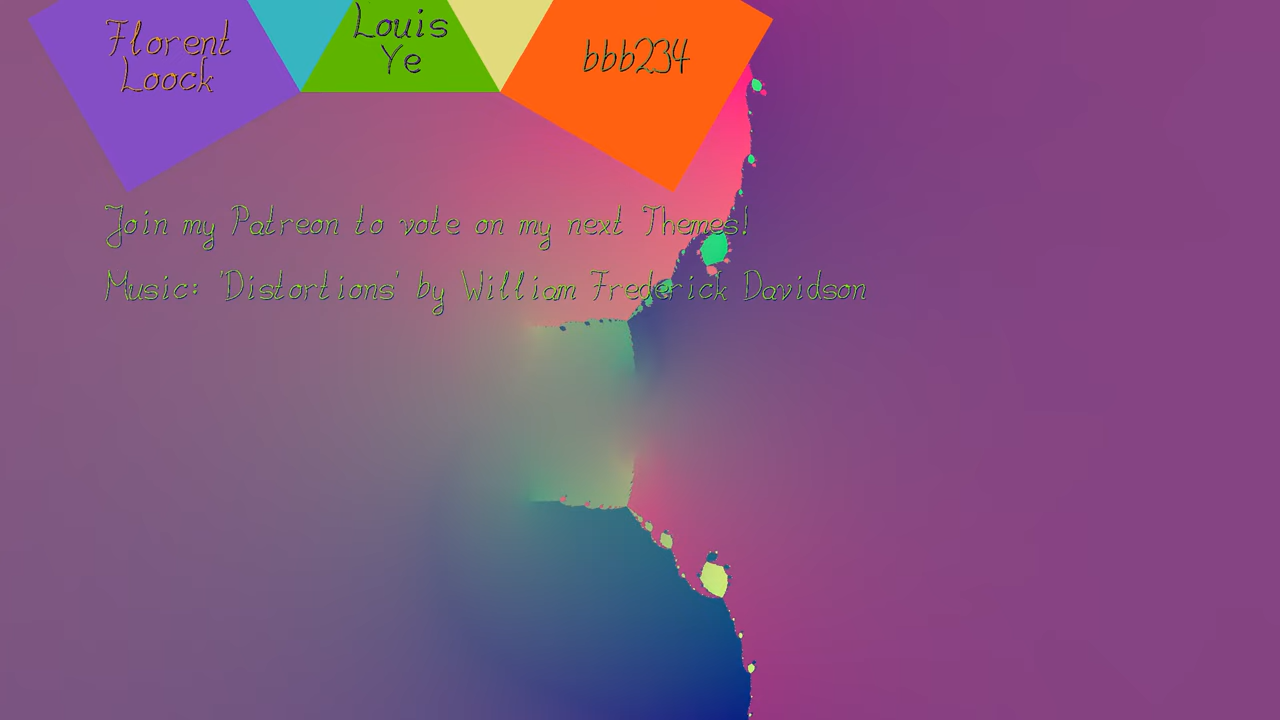 Florent
Loock
Louis
Ye
bbb234
Join my Patreon to vote on my next Themes!
Music: 'Distortions' by William Frederick Davidson